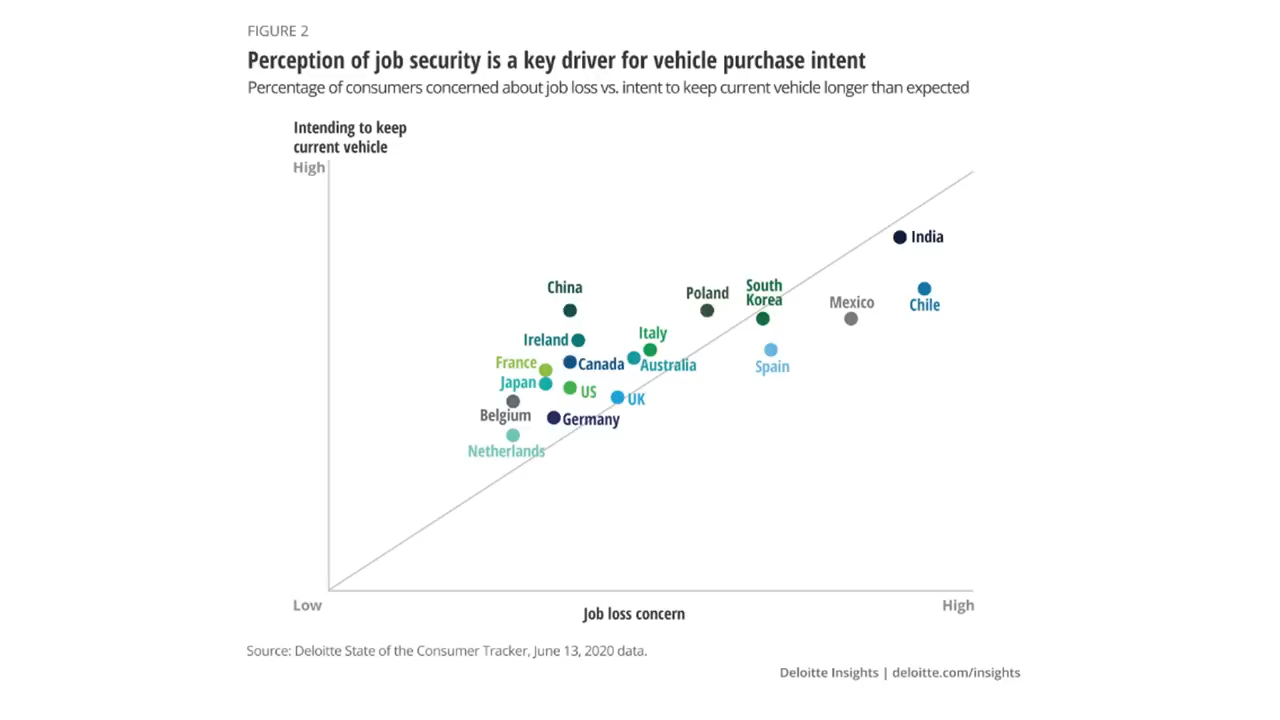 FIGURE 2
Perception of job security is a key driver for vehicle purchase intent
Percentage of consumers concerned about job loss vs. intent to keep current vehicle longer than expected
Intending to keep
current vehicle
High
India
China
Poland
South
Korea
Mexico
Chile
Ireland
Italy
France
Canada
Australia
Spain
Japan
US
UK
Belgium
Germany
Netherlands
Low
Job loss concern
High
Source: Deloitte State of the Consumer Tracker, June 13, 2020 data.
Deloitte Insights | deloitte.com/insights